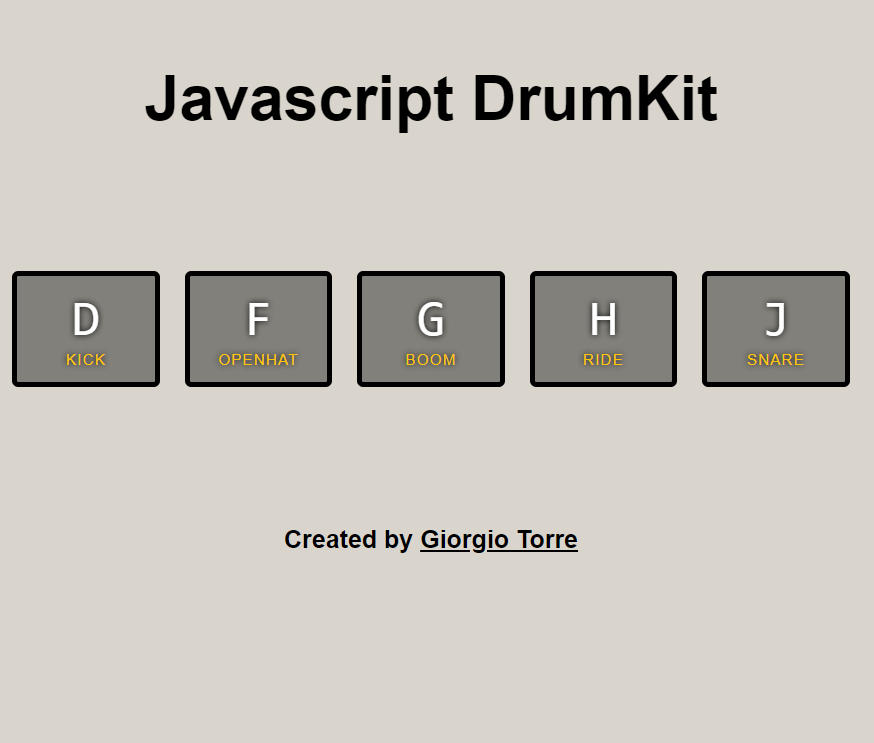 Javascript DrumKit
D F G H J
KICK OPENHAT BOOM RIDE SNARE
Created by Giorgio Torre